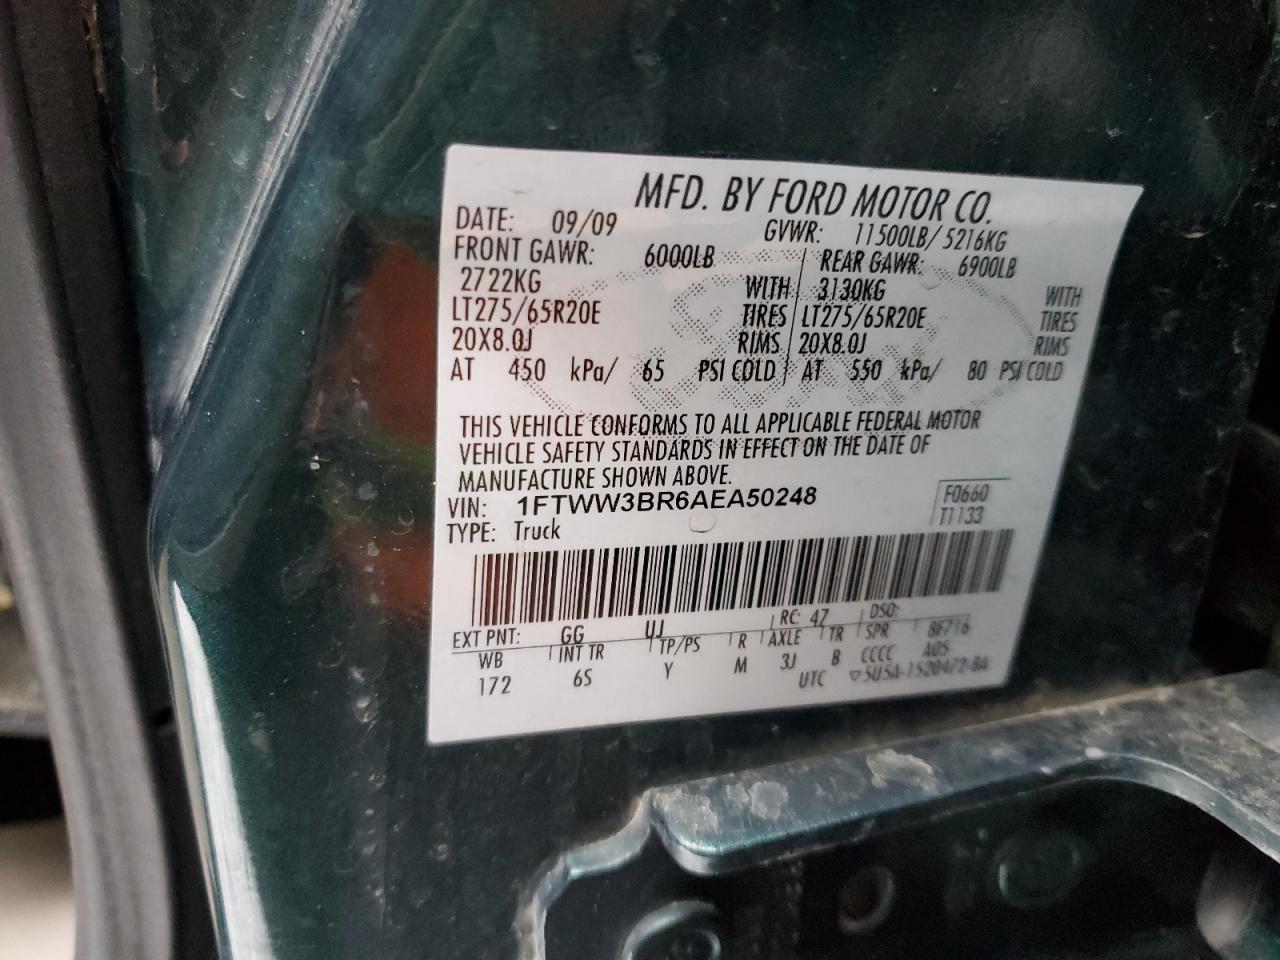 MFD. BY FORD MOTOR CO.
DATE: 09/09 GVWR: 11500LB/ 5216KG
FRONT GAWR: 6000LB REAR GAWR: 6900LB
2722KG WITH 3130KG WITH
LT275/65R20E TIRES LT275/65R20E TIRES
20X8.0J RIMS 20X8.0J RIMS
AT 450 kPa/ 65 PSI COLD AT 550 kPa/ 80 PSI COLD
THIS VEHICLE CONFORMS TO ALL APPLICABLE FEDERAL MOTOR
VEHICLE SAFETY STANDARDS IN EFFECT ON THE DATE OF
MANUFACTURE SHOWN ABOVE.
VIN: 1FTWW3BR6AEA50248 F0660
TYPE: Truck T1133
EXT PNT: GG UJ RC: 47 DSO: 8F716
WB INT TR TP/PS R AXLE TR SPR A05
172 6S Y M 3J B CCCC
UTC ▽5U5A-1520472-BA